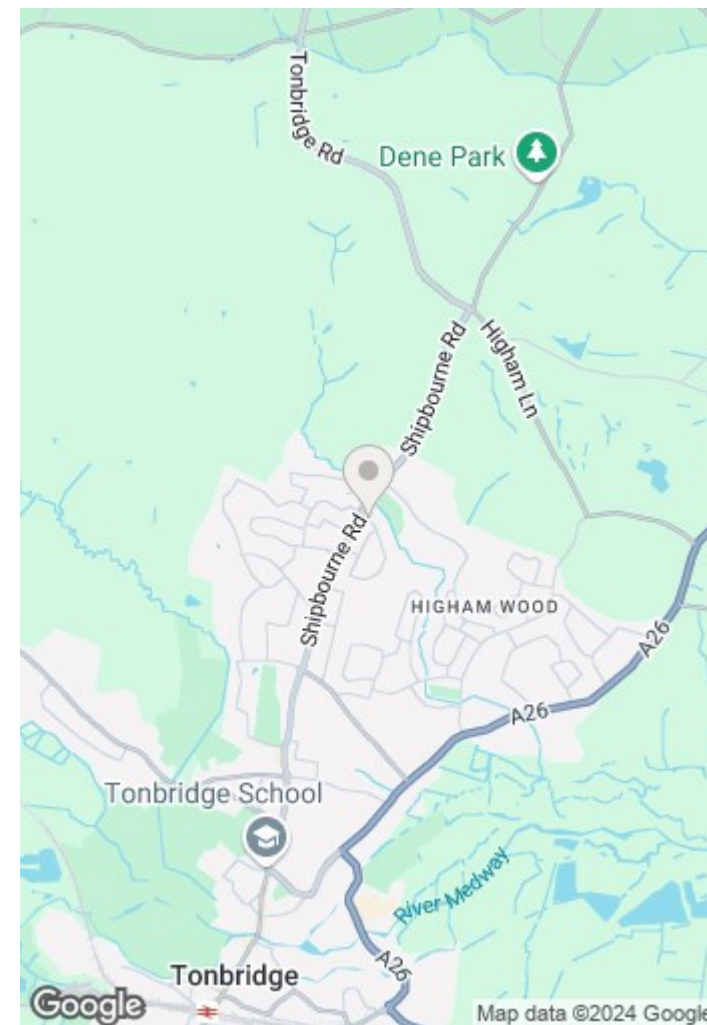 Tonbridge Rd
Dene Park
Shipbourne Rd
Higham Ln
Shipbourne Rd
HIGHAM WOOD
A26
A26
Tonbridge School
River Medway
A26
Tonbridge
Google
Map data ©2024 Google